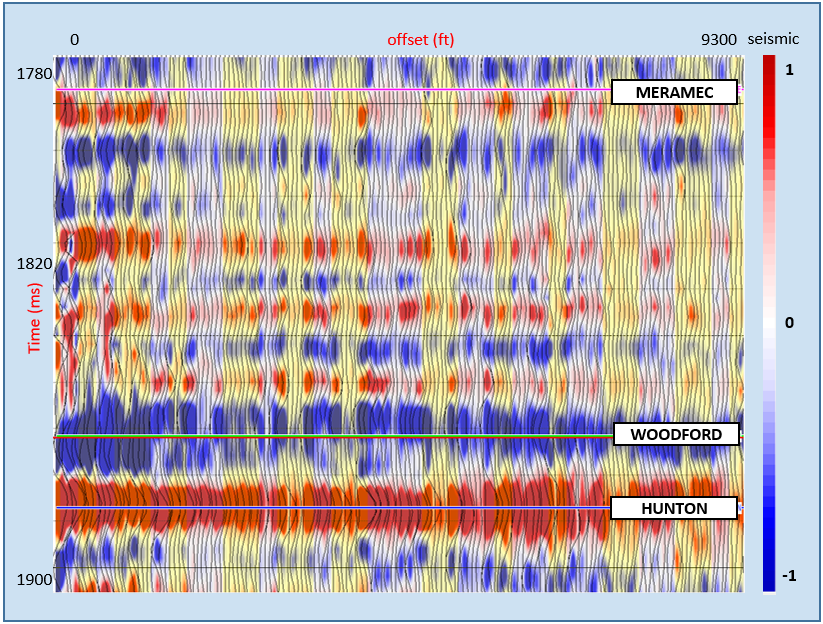 0 offset (ft) 9300 seismic
1780
1
MERAMEC
1820
Time (ms)
0
WOODFORD
HUNTON
1900
-1